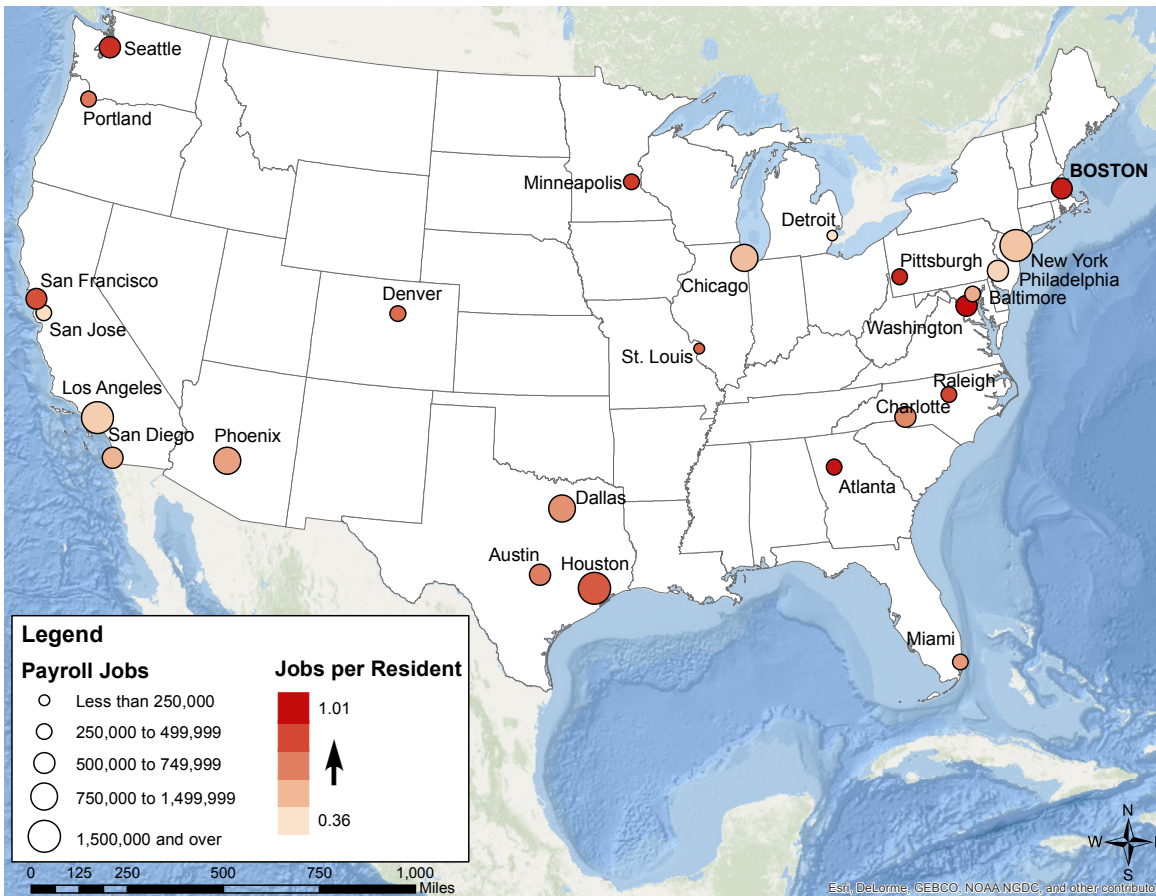 Seattle
Portland
Minneapolis
BOSTON
Detroit
Pittsburgh
New York
San Francisco
Chicago
Philadelphia
Denver
Baltimore
San Jose
Washington
St. Louis
Los Angeles
Raleigh
Charlotte
San Diego
Phoenix
Atlanta
Dallas
Austin
Houston
Miami
Legend
Payroll Jobs
Less than 250,000
250,000 to 499,999
500,000 to 749,999
750,000 to 1,499,999
1,500,000 and over
Jobs per Resident
1.01
0.36
0 125 250 500 750 1,000
Miles
N
W
S
Esri, DeLorme, GEBCO, NOAA NGDC, and other contributo